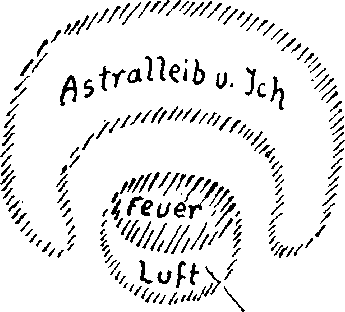 Astralleib u. Ich
Feuer
Luft